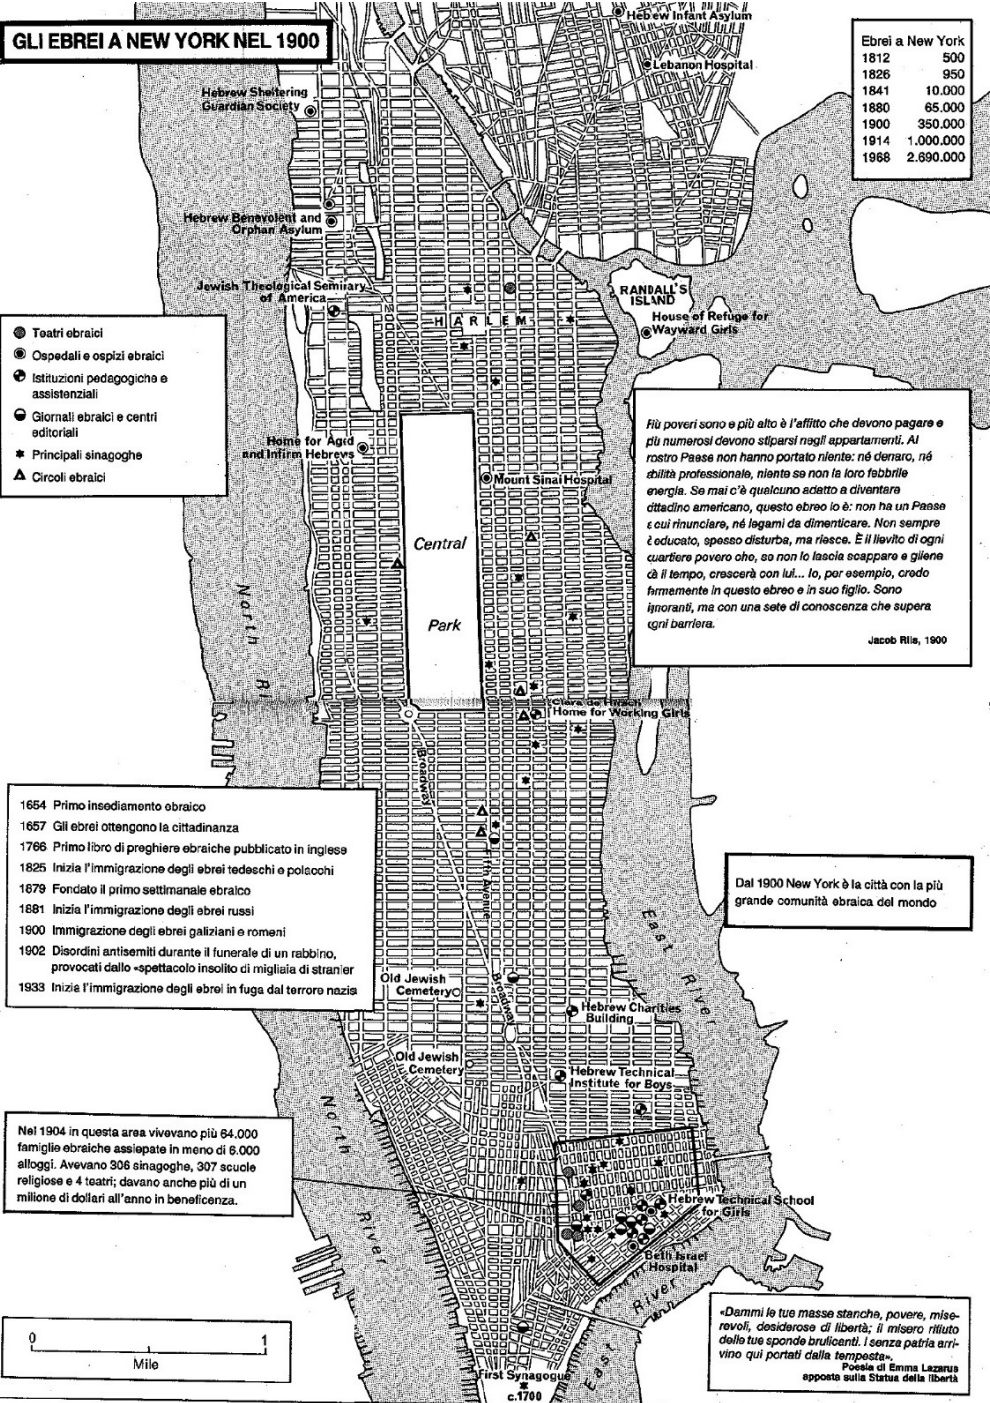 GLI EBREI A NEW YORK NEL 1900
Ebrei a New York
1812 500
1826 950
1841 10.000
1880 65.000
1900 350.000
1914 1.000.000
1968 2.690.000
Hebrew Infant Asylum
Lebanon Hospital
Hebrew Sheltering
Guardian Society
Hebrew Benevolent and
Orphan Asylum
Jewish Theological Seminary
of America
RANDALL'S
ISLAND
House of Refuge for
Wayward Girls
HARLEM
Teatri ebraici
Ospedali e ospizi ebraici
Istituzioni pedagogiche e
assistenziali
Giornali ebraici e centri
editoriali
Principali sinagoghe
Circoli ebraici
Home for Aged
and Infirm Hebrews
Mount Sinai Hospital
Central
Park
Più poveri sono e più alto è l'affitto che devono pagare e
più numerosi devono stiparsi negli appartamenti. Al
rostro Paese non hanno portato niente: né denaro, né
abilità professionale, niente se non la loro febbrile
energia. Se mai c'è qualcuno adatto a diventare
cittadino americano, questo ebreo lo è: non ha un Paese
a cui rinunciare, né legami da dimenticare. Non sempre
è educato, spesso disturba, ma riesce. È il lievito di ogni
quartiere povero che, se non lo lascia scappare e gliene
dà il tempo, crescerà con lui... Io, per esempio, credo
fermamente in questo ebreo e in suo figlio. Sono
ignoranti, ma con una sete di conoscenza che supera
ogni barriera.
Jacob Riis, 1900
North Ri
Clara de Hirsch
Home for Working Girls
Broadway
Fifth Avenue
1654 Primo insediamento ebraico
1657 Gli ebrei ottengono la cittadinanza
1766 Primo libro di preghiere ebraiche pubblicato in inglese
1825 Inizia l'immigrazione degli ebrei tedeschi e polacchi
1879 Fondato il primo settimanale ebraico
1881 Inizia l'immigrazione degli ebrei russi
1900 Immigrazione degli ebrei galiziani e romeni
1902 Disordini antisemiti durante il funerale di un rabbino,
provocati dallo «spettacolo insolito di migliaia di stranier
1933 Inizia l'immigrazione degli ebrei in fuga dal terrore nazis
Dal 1900 New York è la città con la più
grande comunità ebraica del mondo
East River
Old Jewish
Cemetery
Broadway
Hebrew Charities
Building
Old Jewish
Cemetery
Hebrew Technical
Institute for Boys
North River
Nel 1904 in questa area vivevano più 64.000
famiglie ebraiche assiepate in meno di 6.000
alloggi. Avevano 306 sinagoghe, 307 scuole
religiose e 4 teatri; davano anche più di un
milione di dollari all'anno in beneficenza.
Hebrew Technical School
for Girls
Beth Israel
Hospital
East River
0 1
Mile
First Synagogue
c.1700
«Dammi le tue masse stanche, povere, mise-
revoli, desiderose di libertà; il misero rifiuto
delle tue sponde brulicanti. I senza patria arri-
vino qui portati dalla tempesta».
Poesia di Emma Lazarus
apposta sulla Statua della libertà